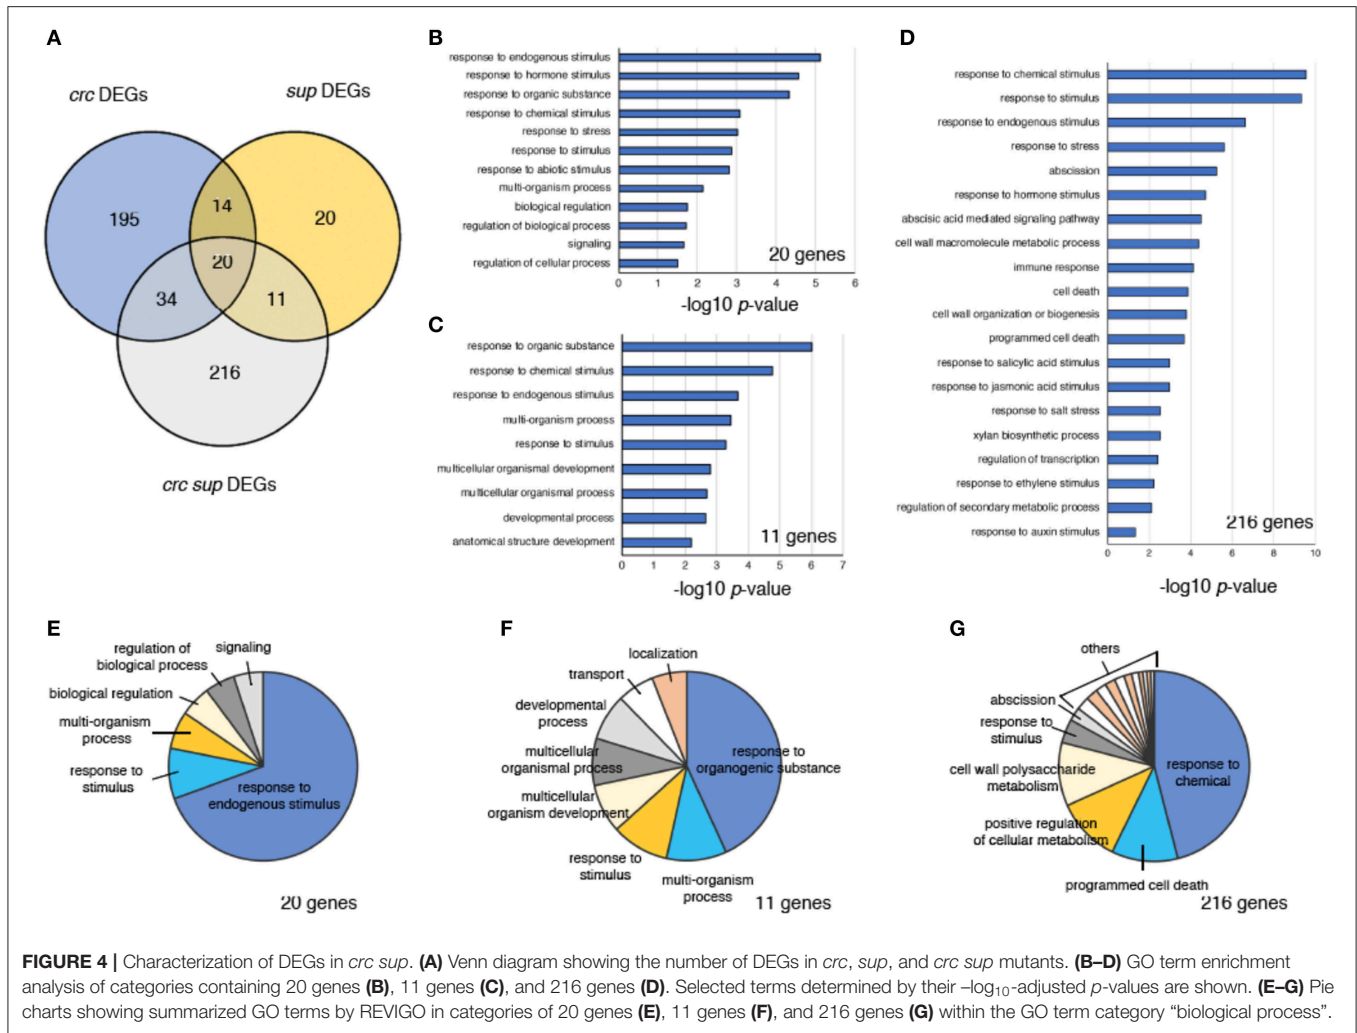 A
crc DEGs
sup DEGs
195
14
20
20
34
11
216
crc sup DEGs
B
response to endogenous stimulus
response to hormone stimulus
response to organic substance
response to chemical stimulus
response to stress
response to stimulus
response to abiotic stimulus
multi-organism process
biological regulation
regulation of biological process
signaling
regulation of cellular process
20 genes
0 1 2 3 4 5 6
-log10 p-value
C
response to organic substance
response to chemical stimulus
response to endogenous stimulus
multi-organism process
response to stimulus
multicellular organismal development
multicellular organismal process
developmental process
anatomical structure development
11 genes
0 1 2 3 4 5 6 7
-log10 p-value
D
response to chemical stimulus
response to stimulus
response to endogenous stimulus
response to stress
abscission
response to hormone stimulus
abscisic acid mediated signaling pathway
cell wall macromolecule metabolic process
immune response
cell death
cell wall organization or biogenesis
programmed cell death
response to salicylic acid stimulus
response to jasmonic acid stimulus
response to salt stress
xylan biosynthetic process
regulation of transcription
response to ethylene stimulus
regulation of secondary metabolic process
response to auxin stimulus
216 genes
0 2 4 6 8 10
-log10 p-value
E
regulation of
biological process
signaling
biological regulation
multi-organism
process
response to
stimulus
response to
endogenous stimulus
20 genes
F
localization
transport
developmental
process
multicellular
organismal process
multicellular
organism development
response to
stimulus
multi-organism
process
response to
organogenic substance
11 genes
G
others
abscission
response to
stimulus
cell wall polysaccharide
metabolism
positive regulation
of cellular metabolism
programmed cell death
response to
chemical
216 genes
FIGURE 4 | Characterization of DEGs in crc sup. (A) Venn diagram showing the number of DEGs in crc, sup, and crc sup mutants. (B–D) GO term enrichment
analysis of categories containing 20 genes (B), 11 genes (C), and 216 genes (D). Selected terms determined by their –log10-adjusted p-values are shown. (E–G) Pie
charts showing summarized GO terms by REVIGO in categories of 20 genes (E), 11 genes (F), and 216 genes (G) within the GO term category “biological process”.